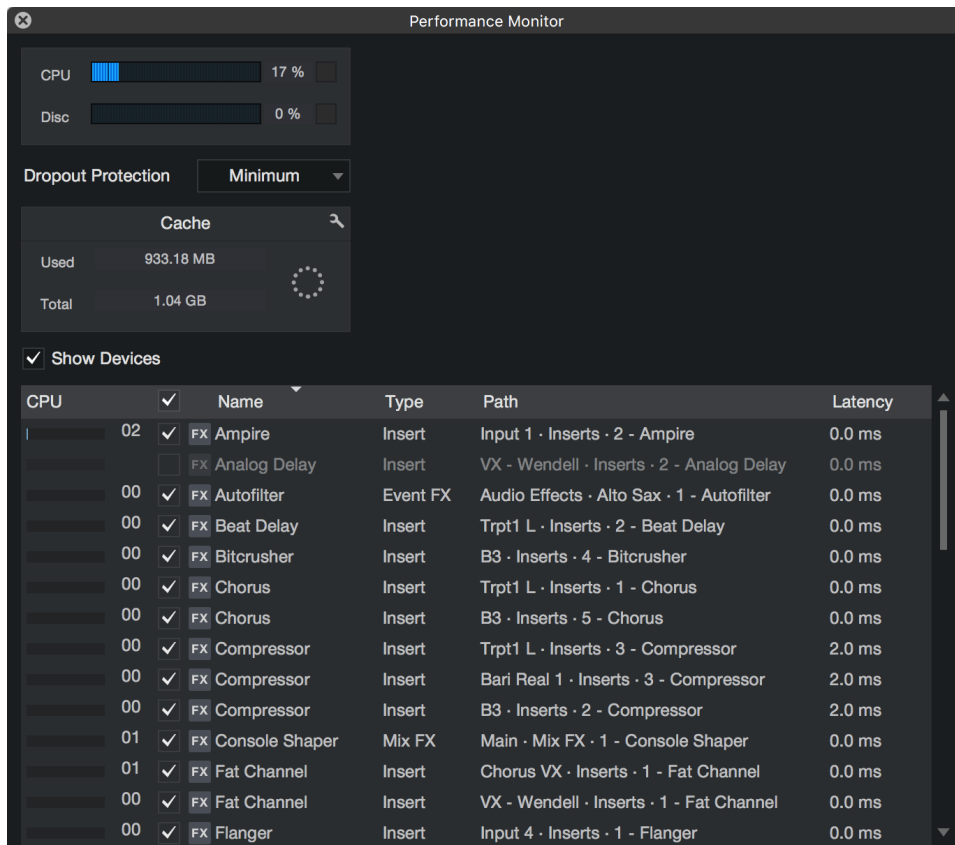 Performance Monitor
CPU 17 %
Disc 0 %
Dropout Protection Minimum
Cache
Used 933.18 MB
Total 1.04 GB
Show Devices
CPU Name Type Path Latency
02 FX Ampire Insert Input 1 · Inserts · 2 - Ampire 0.0 ms
FX Analog Delay Insert VX - Wendell · Inserts · 2 - Analog Delay 0.0 ms
00 FX Autofilter Event FX Audio Effects · Alto Sax · 1 - Autofilter 0.0 ms
00 FX Beat Delay Insert Trpt1 L · Inserts · 2 - Beat Delay 0.0 ms
00 FX Bitcrusher Insert B3 · Inserts · 4 - Bitcrusher 0.0 ms
00 FX Chorus Insert Trpt1 L · Inserts · 1 - Chorus 0.0 ms
00 FX Chorus Insert B3 · Inserts · 5 - Chorus 0.0 ms
00 FX Compressor Insert Trpt1 L · Inserts · 3 - Compressor 2.0 ms
00 FX Compressor Insert Bari Real 1 · Inserts · 3 - Compressor 2.0 ms
00 FX Compressor Insert B3 · Inserts · 2 - Compressor 2.0 ms
01 FX Console Shaper Mix FX Main · Mix FX · 1 - Console Shaper 0.0 ms
01 FX Fat Channel Insert Chorus VX · Inserts · 1 - Fat Channel 0.0 ms
00 FX Fat Channel Insert VX - Wendell · Inserts · 1 - Fat Channel 0.0 ms
00 FX Flanger Insert Input 4 · Inserts · 1 - Flanger 0.0 ms